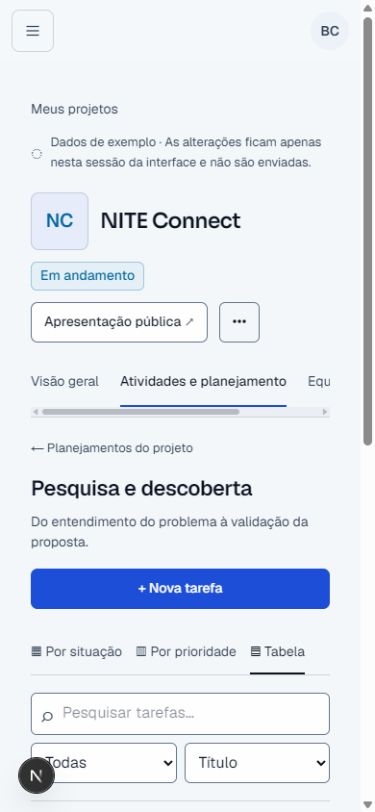 BC
Meus projetos
Dados de exemplo · As alterações ficam apenas
nesta sessão da interface e não são enviadas.
NC NITE Connect
Em andamento
Apresentação pública ↗ •••
Visão geral Atividades e planejamento Equ
← Planejamentos do projeto
Pesquisa e descoberta
Do entendimento do problema à validação da
proposta.
+ Nova tarefa
Por situação Por prioridade Tabela
Pesquisar tarefas...
Todas Título
N